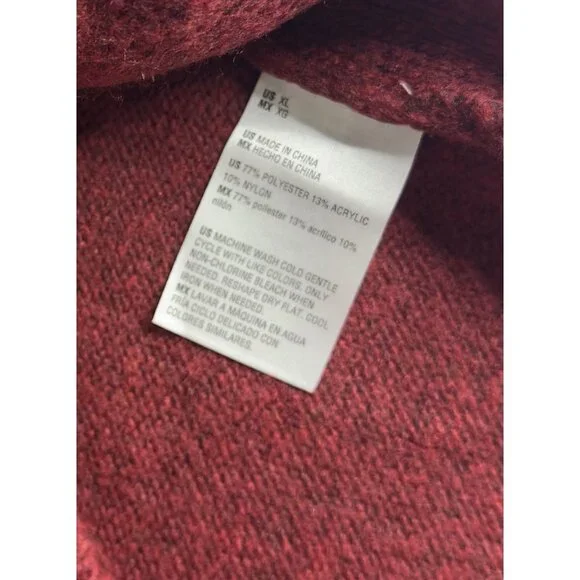 US XL
MX XG
US MADE IN CHINA
MX HECHO EN CHINA
US 77% POLYESTER 13% ACRYLIC
10% NYLON
MX 77% poliester 13% acrílico 10%
nilón
US MACHINE WASH COLD GENTLE
CYCLE WITH LIKE COLORS. ONLY
NON-CHLORINE BLEACH WHEN
NEEDED. RESHAPE DRY FLAT. COOL
IRON WHEN NEEDED.
MX LAVAR A MÁQUINA EN AGUA
FRÍA CICLO DELICADO CON
COLORES SIMILARES.